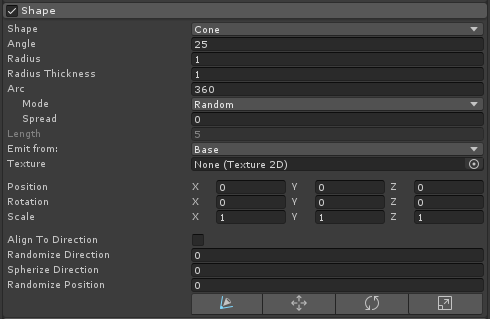 Shape
Shape Cone
Angle 25
Radius 1
Radius Thickness 1
Arc 360
Mode Random
Spread 0
Length 5
Emit from: Base
Texture None (Texture 2D)
Position X 0 Y 0 Z 0
Rotation X 0 Y 0 Z 0
Scale X 1 Y 1 Z 1
Align To Direction
Randomize Direction 0
Spherize Direction 0
Randomize Position 0